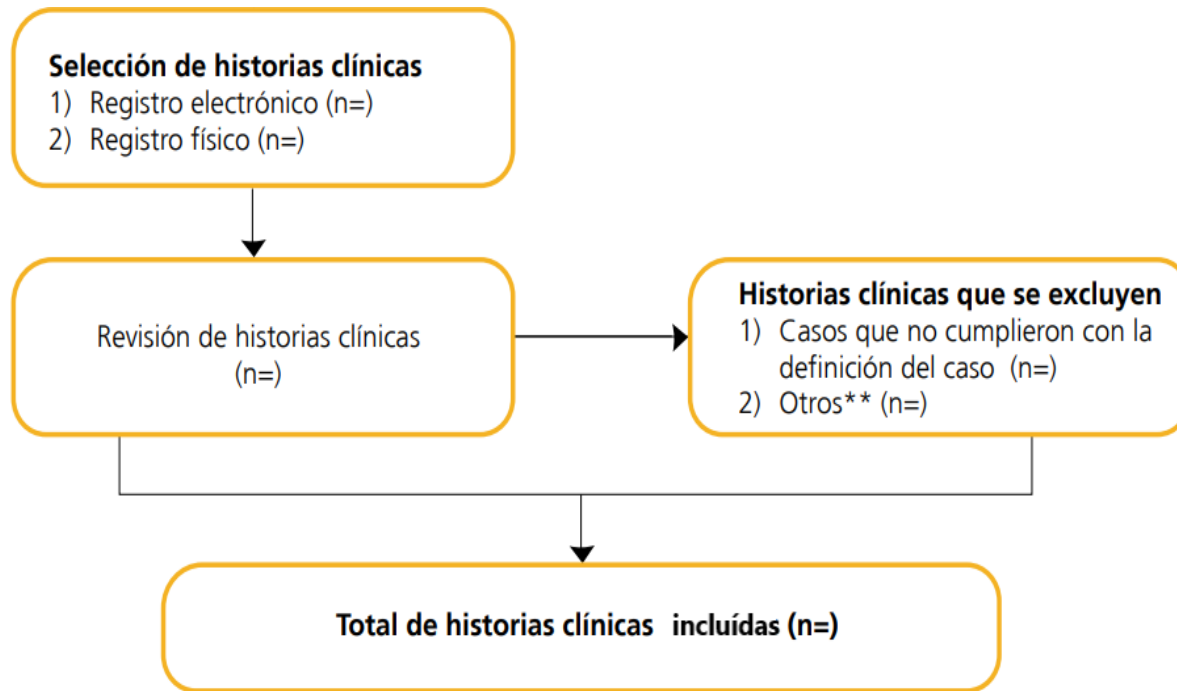 Selección de historias clínicas
1) Registro electrónico (n=)
2) Registro físico (n=)
Revisión de historias clínicas
(n=)
Historias clínicas que se excluyen
1) Casos que no cumplieron con la
definición del caso (n=)
2) Otros** (n=)
Total de historias clínicas incluídas (n=)